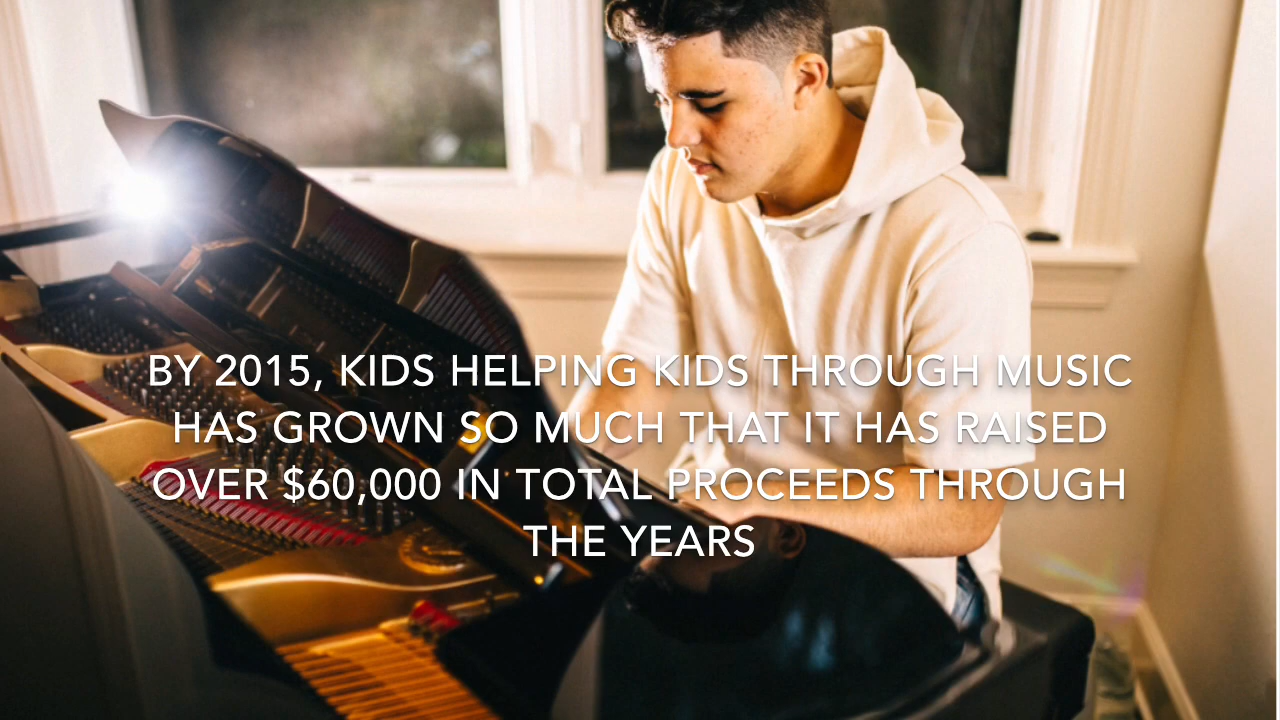 BY 2015, KIDS HELPING KIDS THROUGH MUSIC
HAS GROWN SO MUCH THAT IT HAS RAISED
OVER $60,000 IN TOTAL PROCEEDS THROUGH
THE YEARS